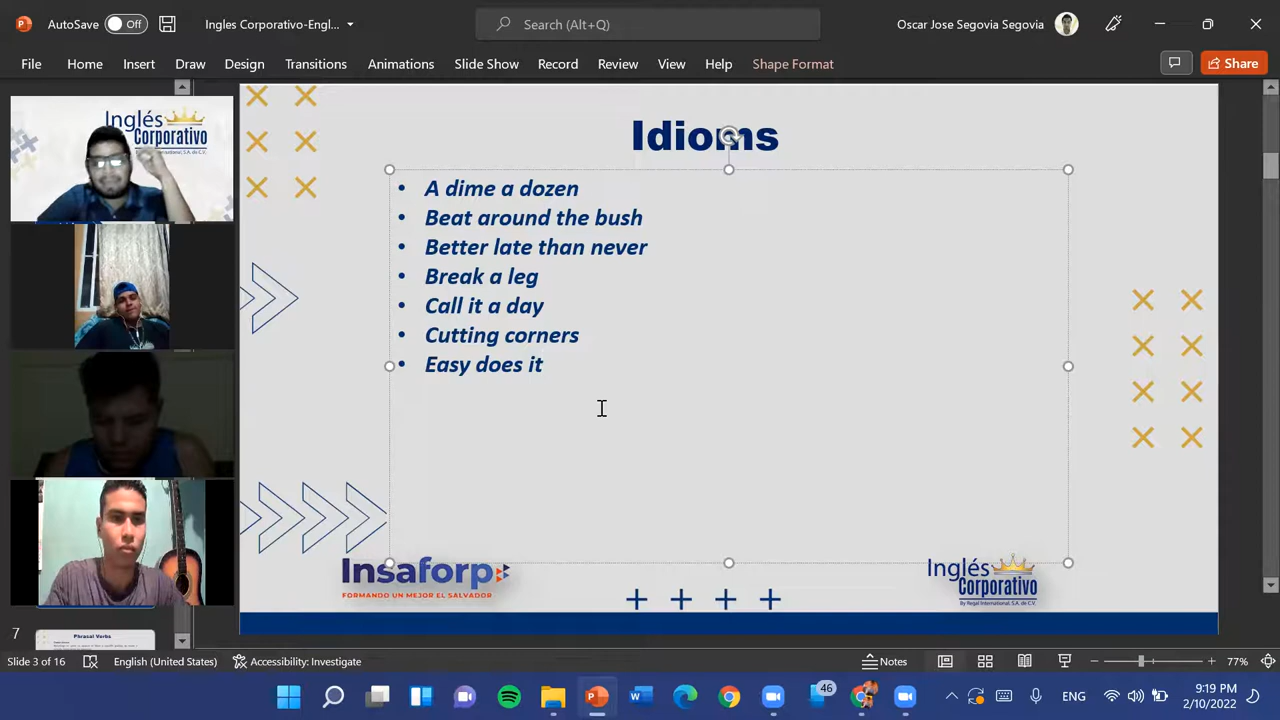 AutoSave Off Ingles Corporativo-Engl... Search (Alt+Q) Oscar Jose Segovia Segovia
File Home Insert Draw Design Transitions Animations Slide Show Record Review View Help Shape Format Share
Inglés
Corporativo
Idioms
• A dime a dozen
• Beat around the bush
• Better late than never
• Break a leg
• Call it a day
• Cutting corners
• Easy does it
Insaforp
FORMANDO UN MEJOR EL SALVADOR
Inglés
Corporativo
By Regal International, S.A. de C.V.
7
Phrasal Verbs
Slide 3 of 16 English (United States) Accessibility: Investigate Notes 77%
46
ENG
9:19 PM
2/10/2022